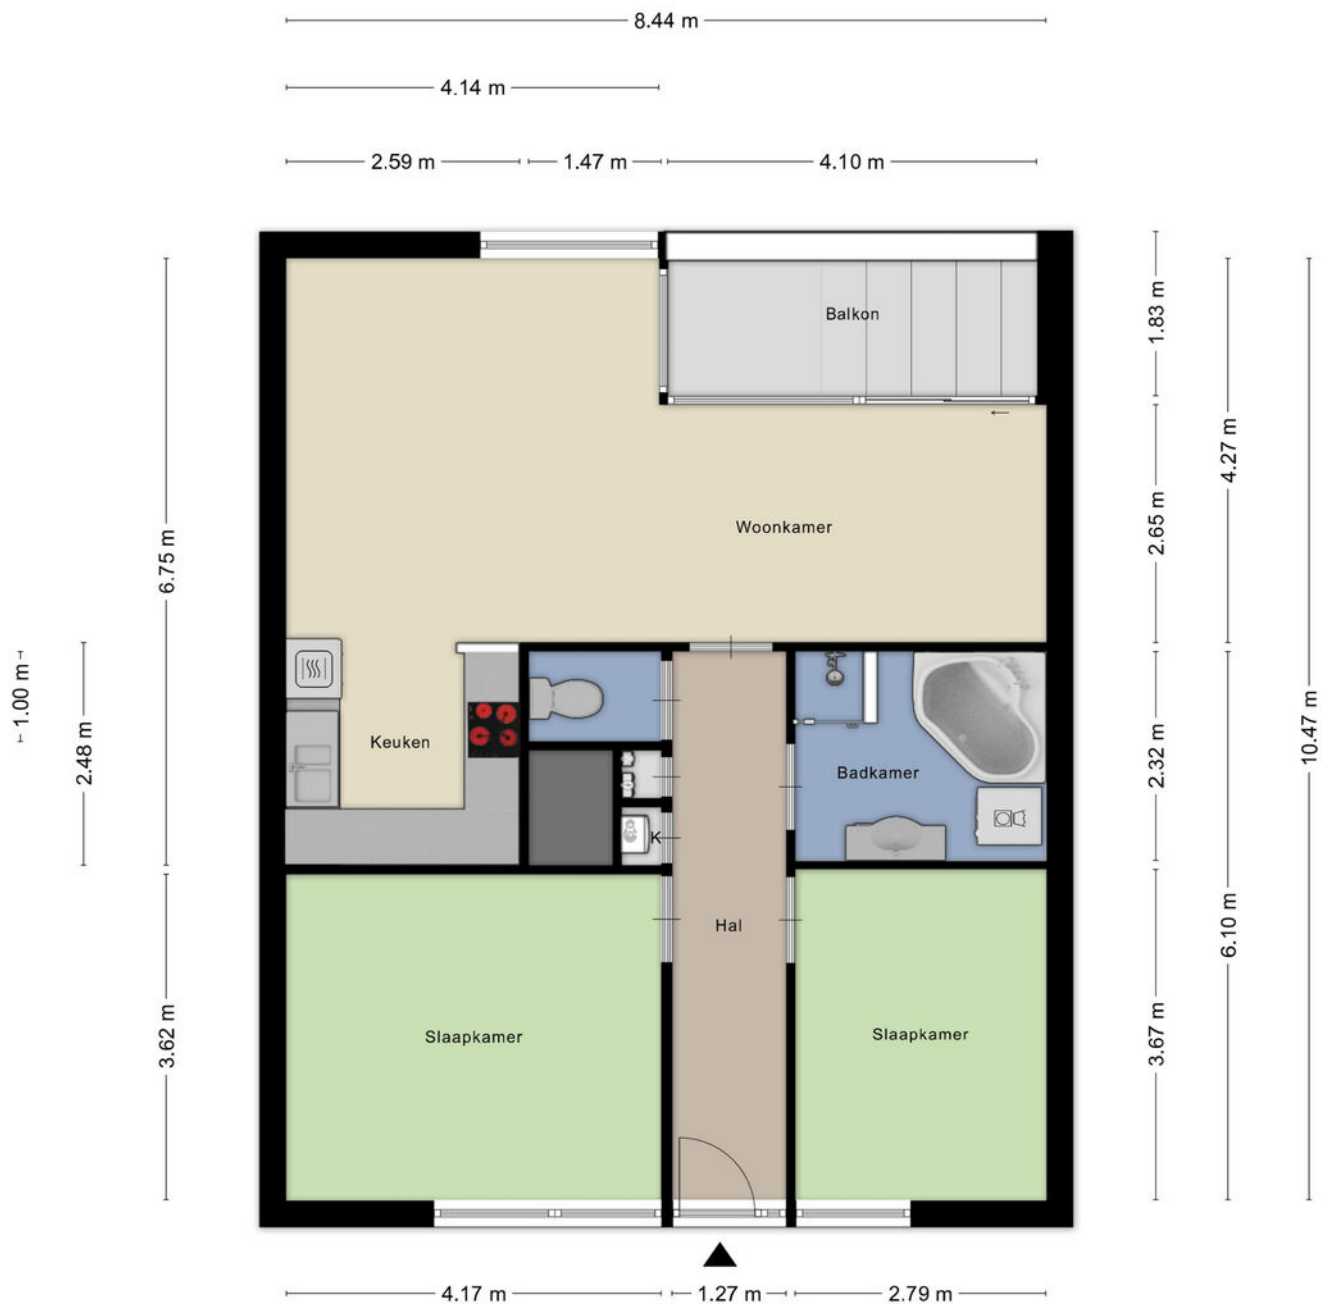 8.44 m
4.14 m
2.59 m
1.47 m
4.10 m
1.83 m
Balkon
4.27 m
2.65 m
Woonkamer
6.75 m
1.00 m
2.48 m
Keuken
10.47 m
2.32 m
Badkamer
K
Hal
6.10 m
Slaapkamer
Slaapkamer
3.62 m
3.67 m
4.17 m
1.27 m
2.79 m